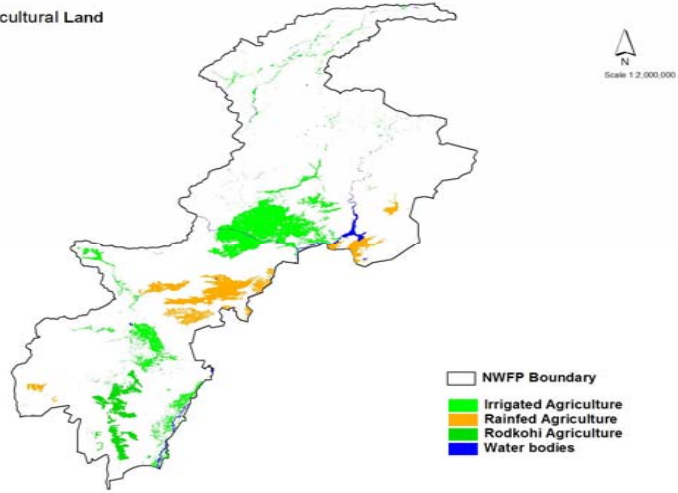 cultural Land
N
Scale 1:2,000,000
NWFP Boundary
Irrigated Agriculture
Rainfed Agriculture
Rodkohi Agriculture
Water bodies